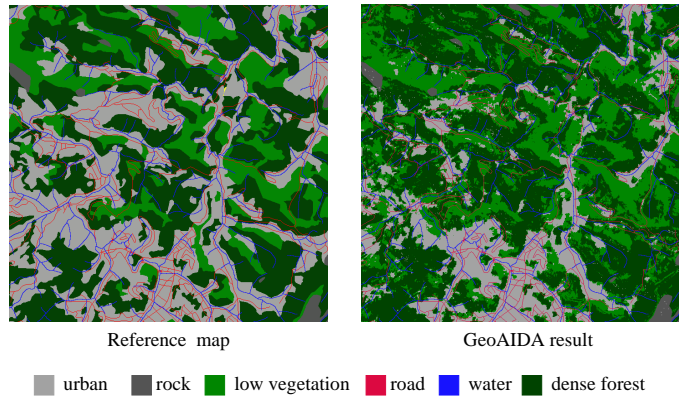 Reference map
GeoAIDA result
urban rock low vegetation road water dense forest